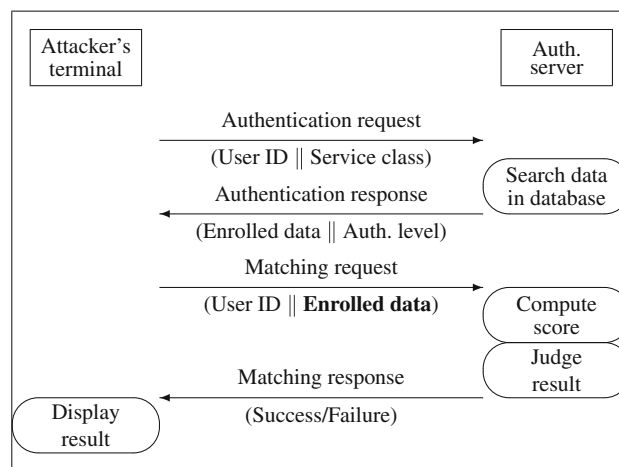 Attacker's
terminal
Auth.
server
Authentication request
(User ID ∥ Service class)
Search data
in database
Authentication response
(Enrolled data ∥ Auth. level)
Matching request
(User ID ∥ Enrolled data)
Compute
score
Judge
result
Matching response
(Success/Failure)
Display
result